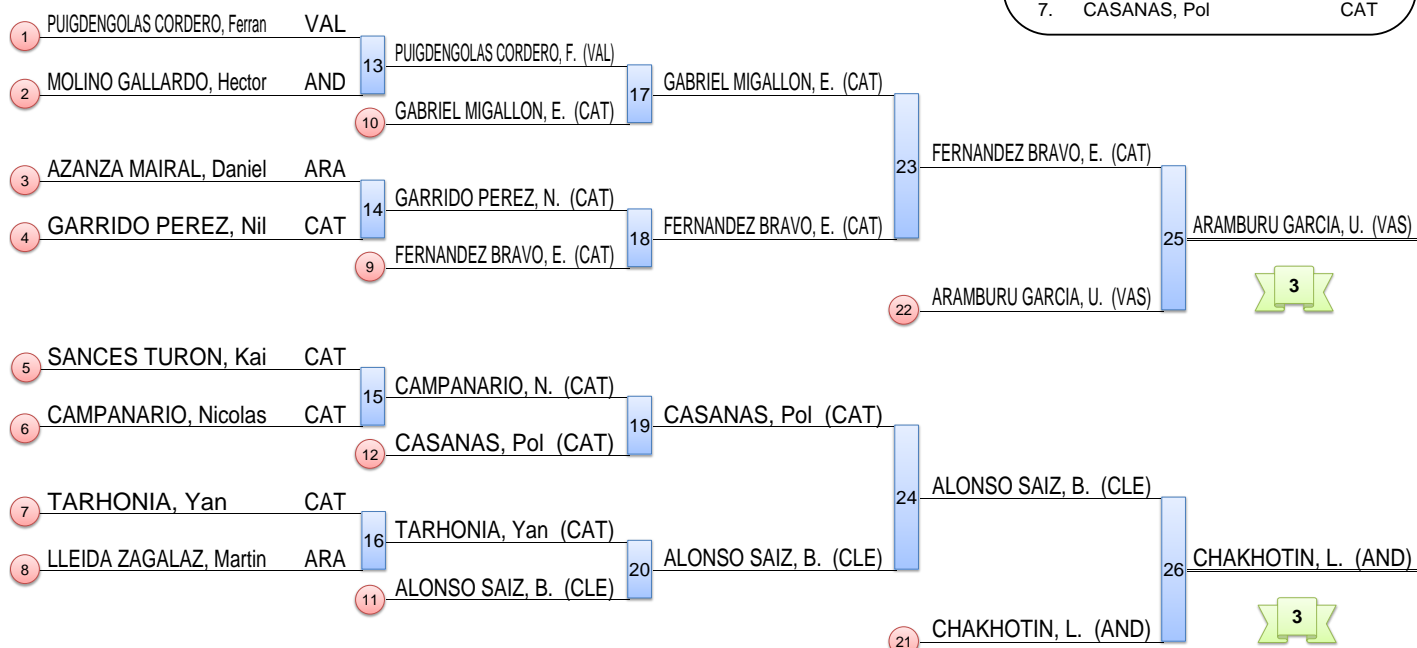 7. CASANAS, Pol CAT
1 PUIGDENGOLAS CORDERO, Ferran VAL
13 PUIGDENGOLAS CORDERO, F. (VAL)
2 MOLINO GALLARDO, Hector AND
17 GABRIEL MIGALLON, E. (CAT)
10 GABRIEL MIGALLON, E. (CAT)
23 FERNANDEZ BRAVO, E. (CAT)
3 AZANZA MAIRAL, Daniel ARA
14 GARRIDO PEREZ, N. (CAT)
4 GARRIDO PEREZ, Nil CAT
18 FERNANDEZ BRAVO, E. (CAT)
25 ARAMBURU GARCIA, U. (VAS)
9 FERNANDEZ BRAVO, E. (CAT)
3
22 ARAMBURU GARCIA, U. (VAS)
5 SANCES TURON, Kai CAT
15 CAMPANARIO, N. (CAT)
6 CAMPANARIO, Nicolas CAT
19 CASANAS, Pol (CAT)
12 CASANAS, Pol (CAT)
24 ALONSO SAIZ, B. (CLE)
7 TARHONIA, Yan CAT
16 TARHONIA, Yan (CAT)
8 LLEIDA ZAGALAZ, Martin ARA
20 ALONSO SAIZ, B. (CLE)
26 CHAKHOTIN, L. (AND)
11 ALONSO SAIZ, B. (CLE)
3
21 CHAKHOTIN, L. (AND)